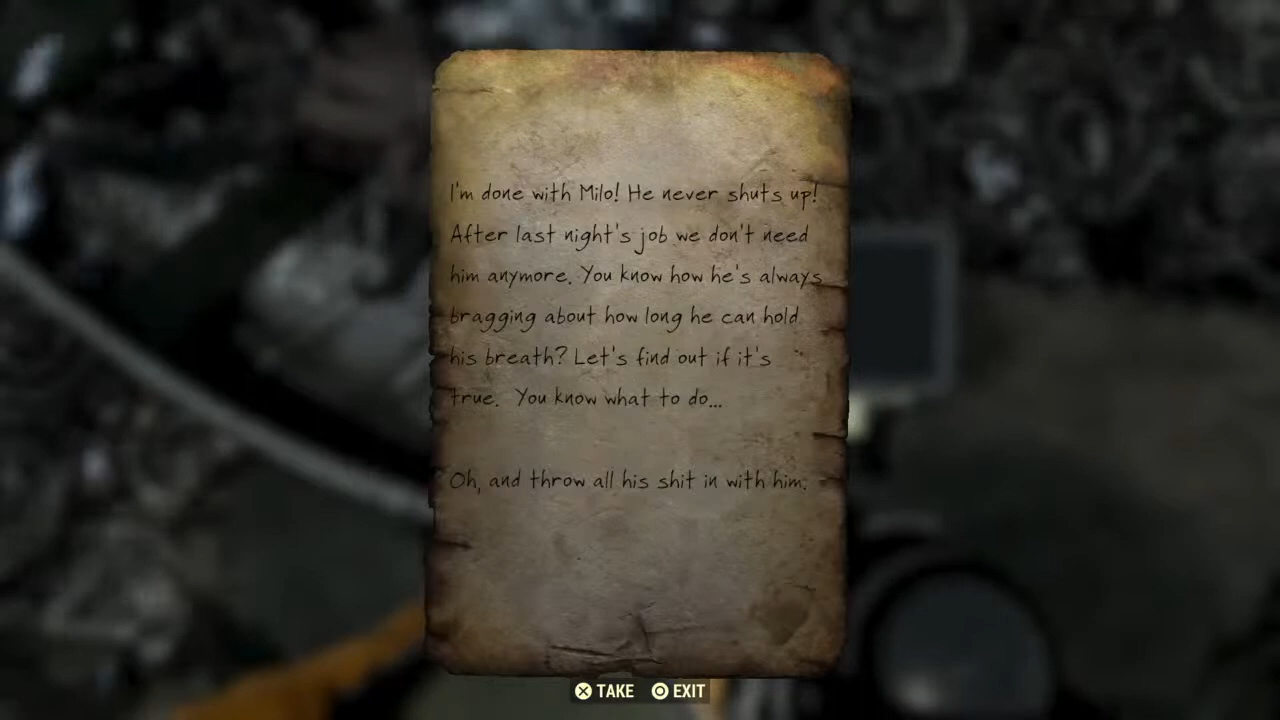 I'm done with Milo! He never shuts up!
After last night's job we don't need
him anymore. You know how he's always
bragging about how long he can hold
his breath? Let's find out if it's
true.  You know what to do...
Oh, and throw all his shit in with him.
TAKE EXIT